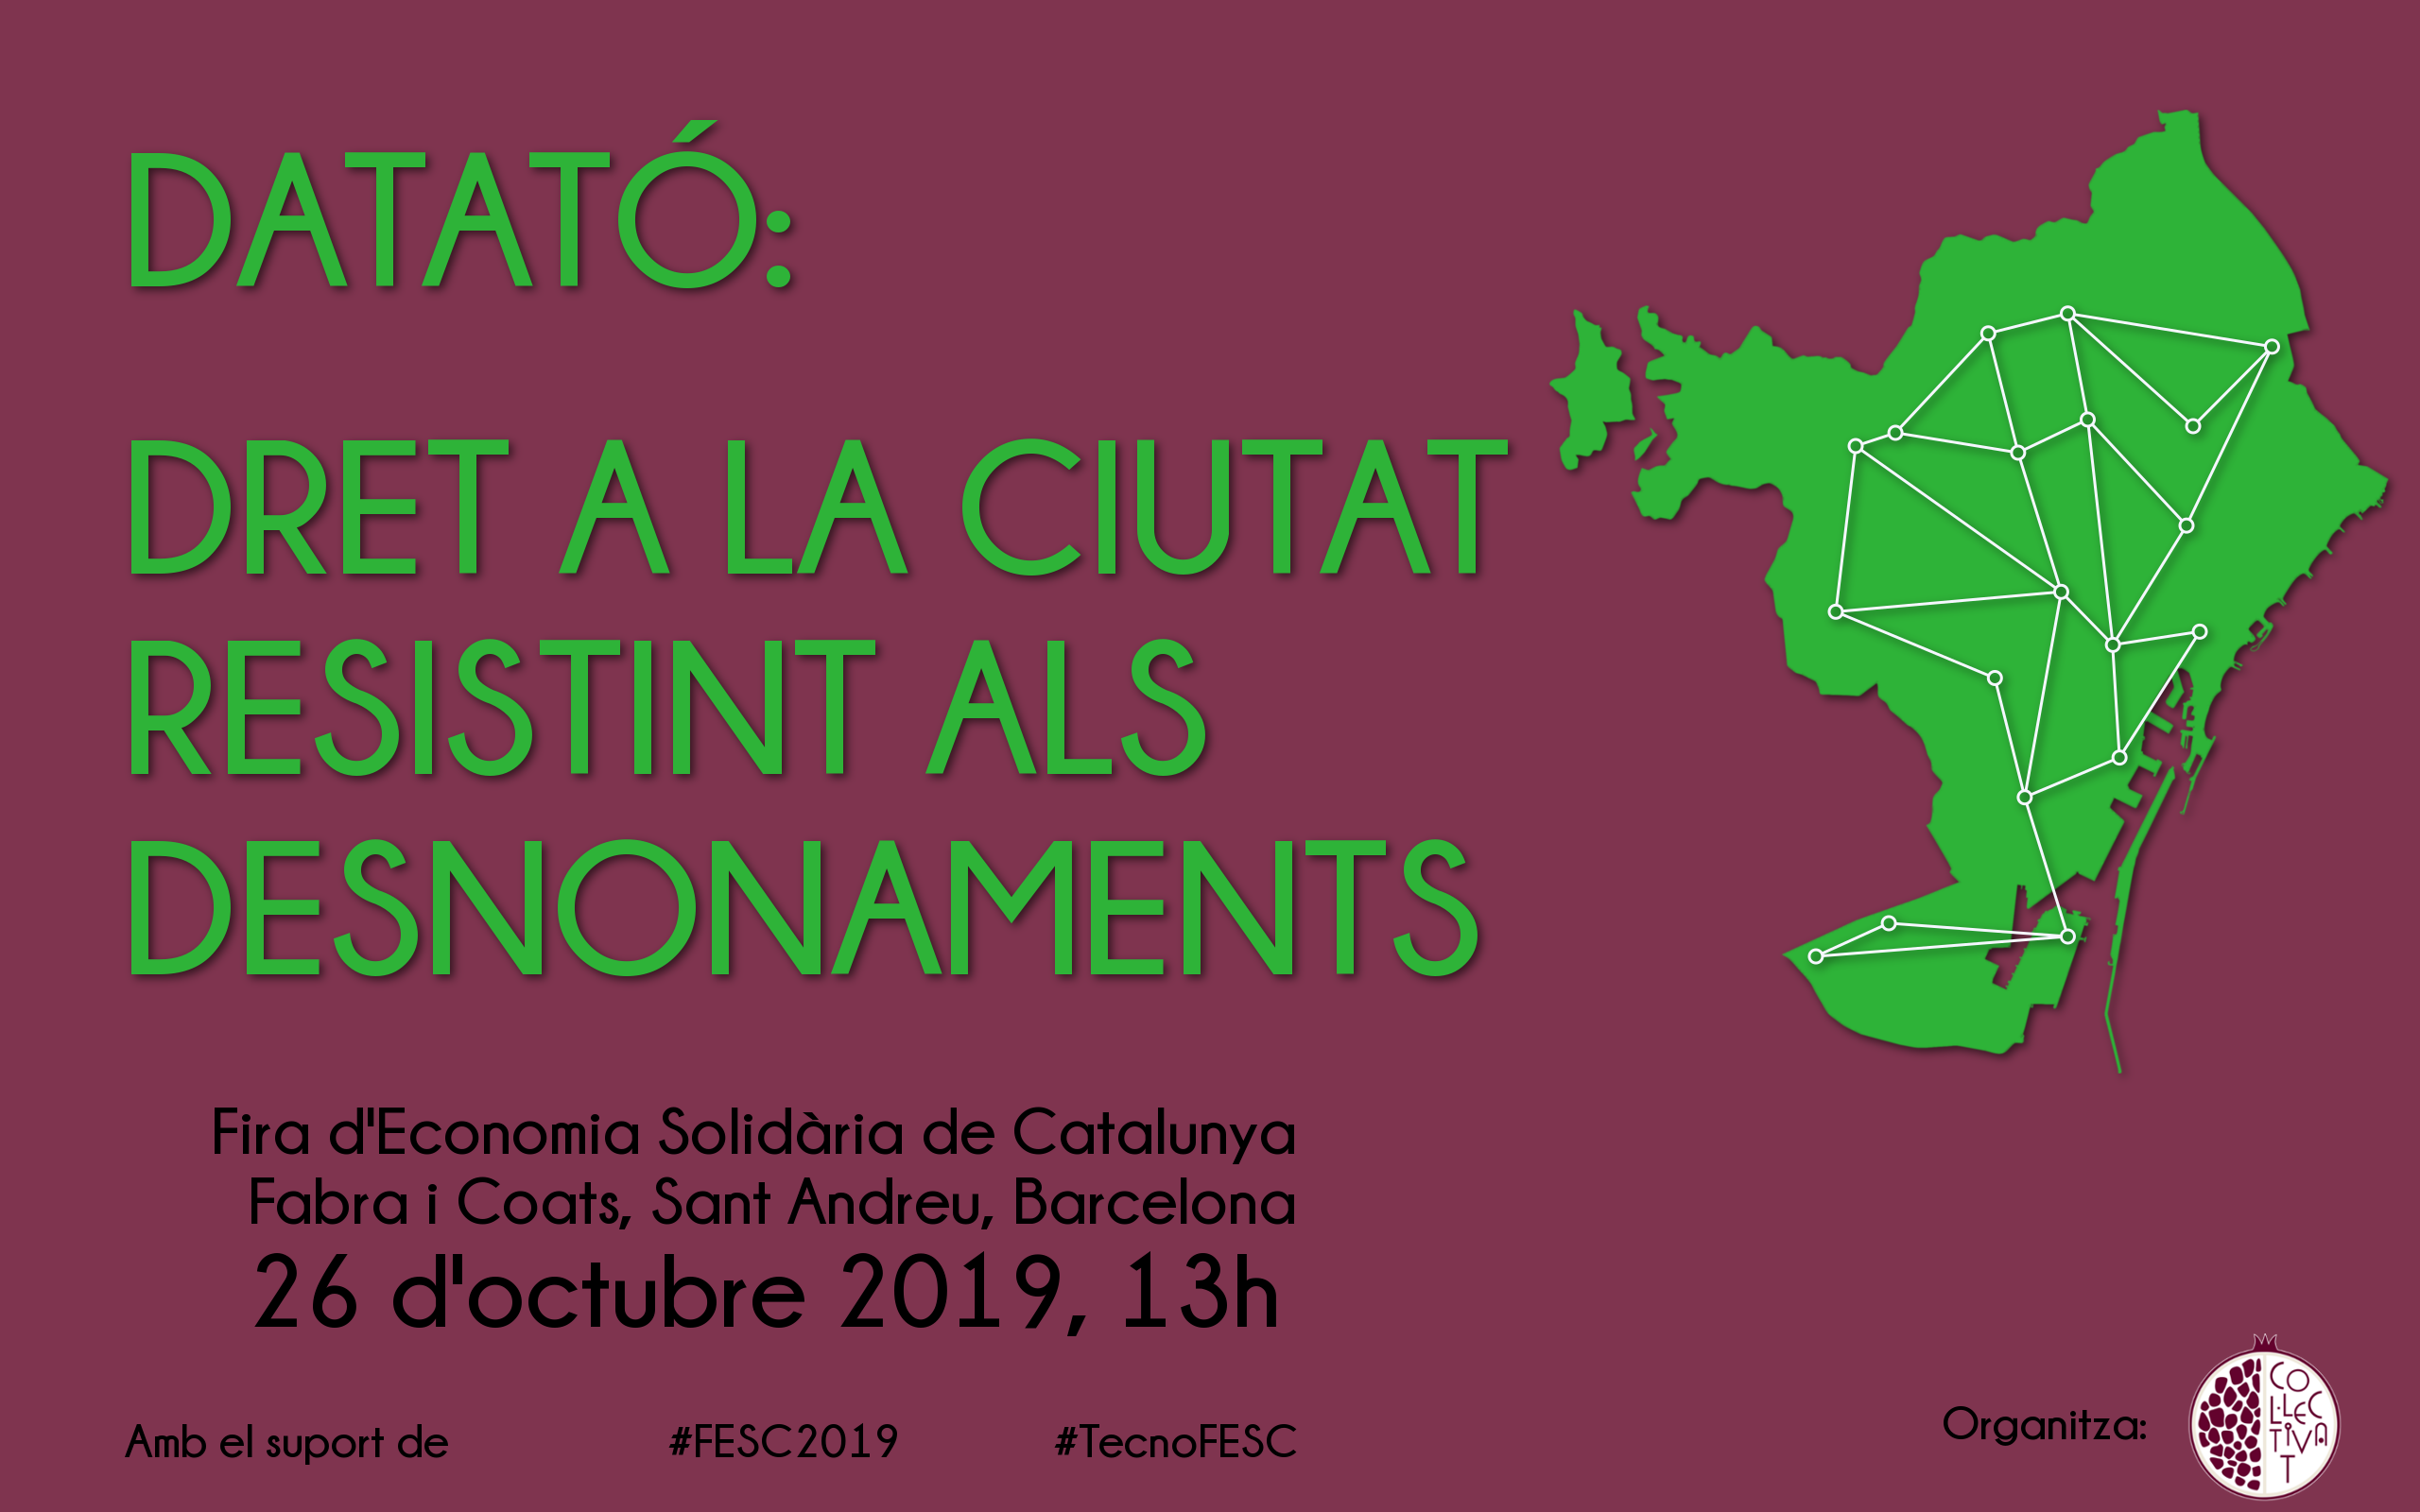 DATATÓ:
DRET A LA CIUTAT
RESISTINT ALS
DESNONAMENTS
Fira d'Economia Solidària de Catalunya
Fabra i Coats, Sant Andreu, Barcelona
26 d'octubre 2019, 13h
Amb el suport de
#FESC2019
#TecnoFESC
Organitza:
CO
L·LEC
TIVA
T